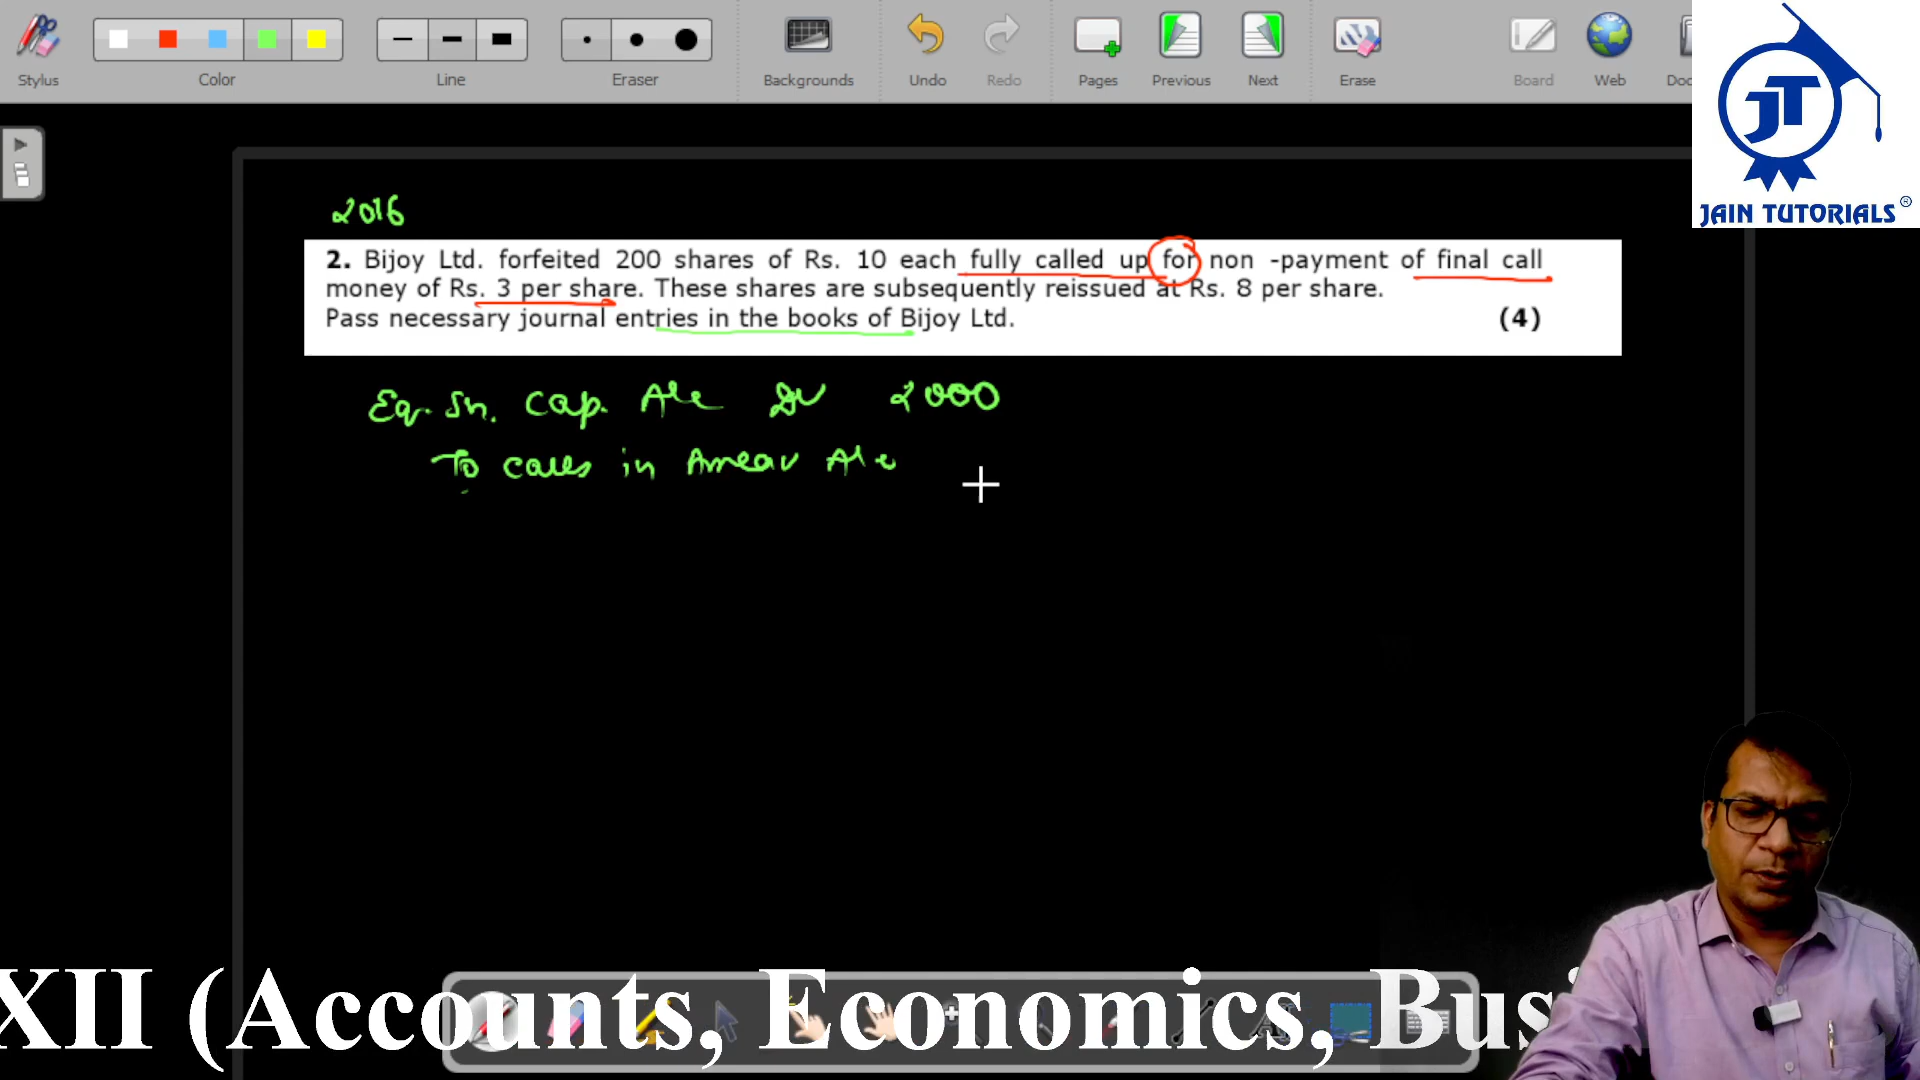 Stylus
Color
Line
Eraser
Backgrounds
Undo
Redo
Pages
Previous
Next
Erase
Board
Web
JT
JAIN TUTORIALS®
2016
2. Bijoy Ltd. forfeited 200 shares of Rs. 10 each fully called up for non -payment of final call
money of Rs. 3 per share. These shares are subsequently reissued at Rs. 8 per share.
Pass necessary journal entries in the books of Bijoy Ltd. (4)
Eq. Sh. Cap. A/c Dr 2000
To Calls in Arrear A/c
XII (Accounts, Economics, Busi